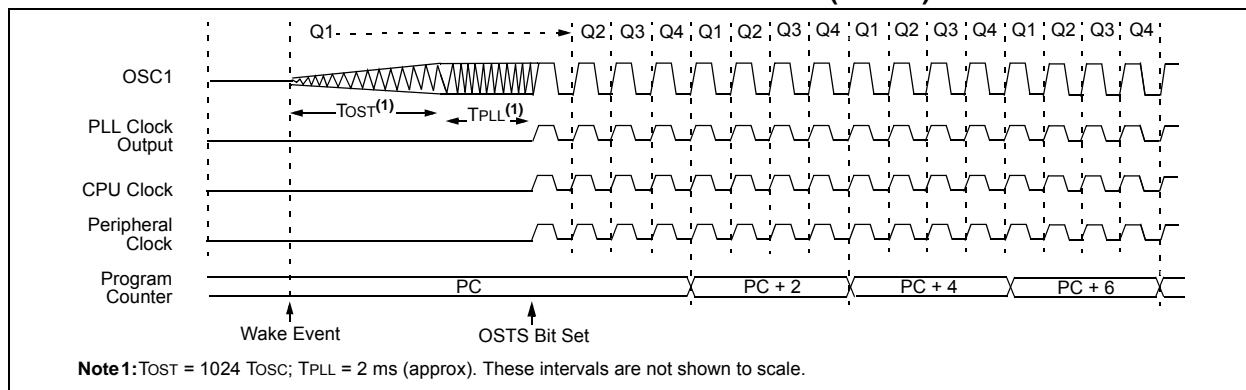 Q1 Q2 Q3 Q4 Q1 Q2 Q3 Q4 Q1 Q2 Q3 Q4 Q1 Q2 Q3 Q4
OSC1
TOST(1) TPLL(1)
PLL Clock
Output
CPU Clock
Peripheral
Clock
Program
Counter
PC PC + 2 PC + 4 PC + 6
Wake Event OSTS Bit Set
Note1:TOST = 1024 TOSC; TPLL = 2 ms (approx). These intervals are not shown to scale.